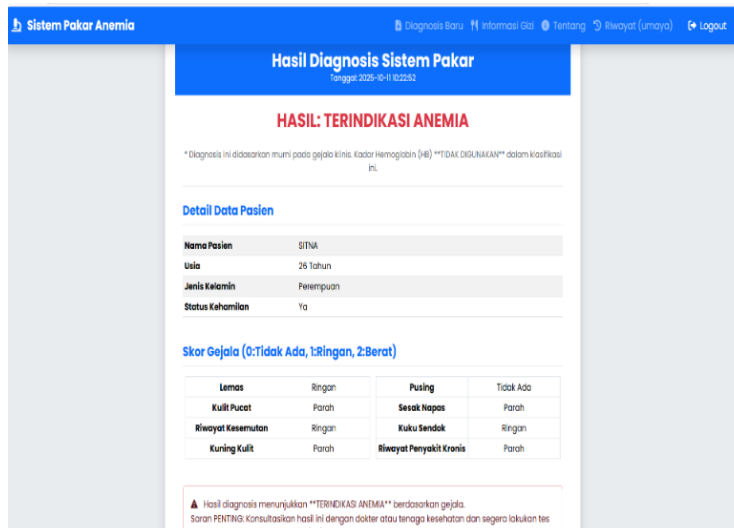 Sistem Pakar Anemia
Diagnosis Baru Informasi Gizi Tentang Riwayat (umaya) Logout
Hasil Diagnosis Sistem Pakar
Tanggal: 2025-10-11 10:22:52
HASIL: TERINDIKASI ANEMIA
* Diagnosis ini didasarkan murni pada gejala klinis. Kadar Hemoglobin (HB) **TIDAK DIGUNAKAN** dalam klasifikasi
ini.
Detail Data Pasien
Nama Pasien SITNA
Usia 26 Tahun
Jenis Kelamin Perempuan
Status Kehamilan Ya
Skor Gejala (0:Tidak Ada, 1:Ringan, 2:Berat)
Lemas Ringan Pusing Tidak Ada
Kulit Pucat Parah Sesak Napas Parah
Riwayat Kesemutan Ringan Kuku Sendok Ringan
Kuning Kulit Parah Riwayat Penyakit Kronis Parah
Hasil diagnosis menunjukkan **TERINDIKASI ANEMIA** berdasarkan gejala.
Saran PENTING: Konsultasikan hasil ini dengan dokter atau tenaga kesehatan dan segera lakukan tes